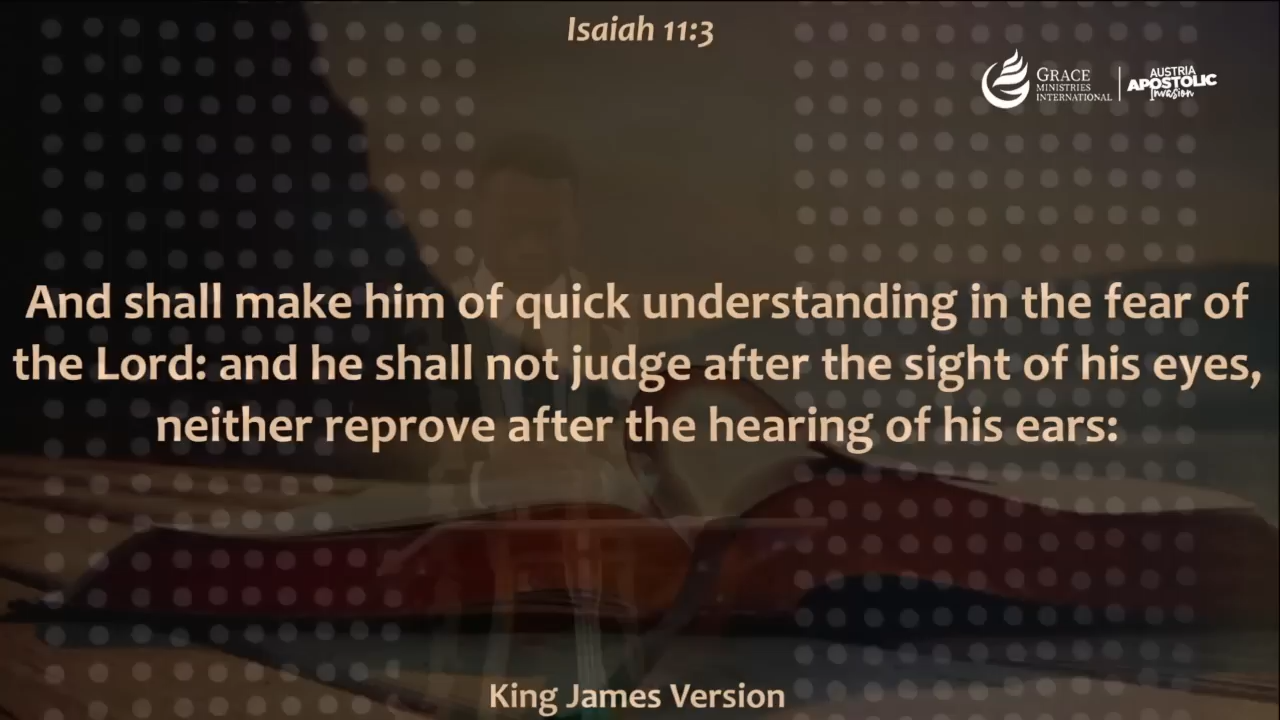 Isaiah 11:3
GRACE
MINISTRIES
INTERNATIONAL
AUSTRIA
APOSTOLIC
Invasion
And shall make him of quick understanding in the fear of
the Lord: and he shall not judge after the sight of his eyes,
neither reprove after the hearing of his ears:
King James Version